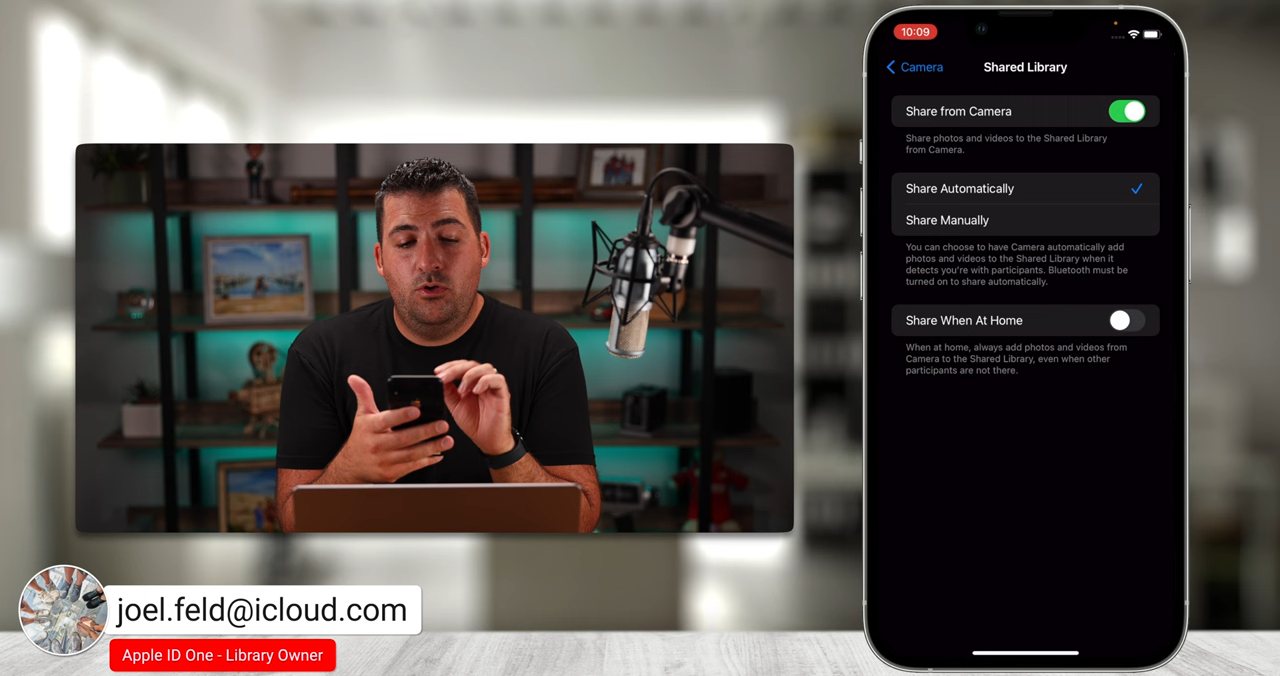 10:09
Camera
Shared Library
Share from Camera
Share photos and videos to the Shared Library
from Camera.
Share Automatically
Share Manually
You can choose to have Camera automatically add
photos and videos to the Shared Library when it
detects you're with participants. Bluetooth must be
turned on to share automatically.
Share When At Home
When at home, always add photos and videos from
Camera to the Shared Library, even when other
participants are not there.
joel.feld@icloud.com
Apple ID One - Library Owner